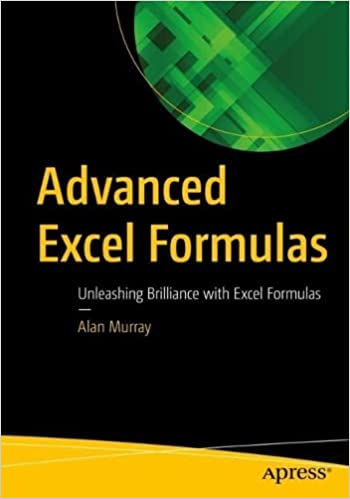 Advanced
Excel Formulas
Unleashing Brilliance with Excel Formulas
—
Alan Murray
Apress®